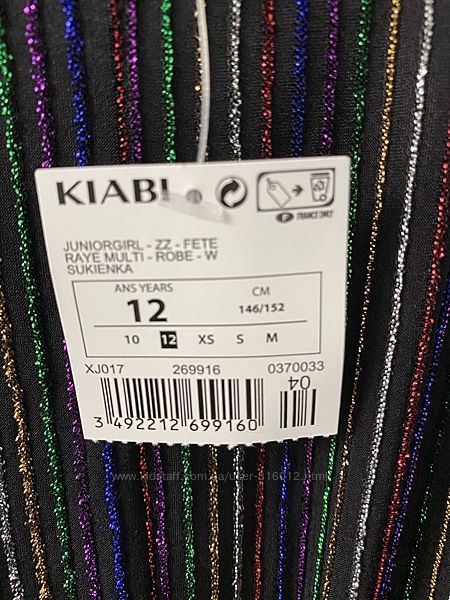 KIABI
FRANCE ONLY
JUNIORGIRL - ZZ - FETE
RAYE MULTI - ROBE - W
SUKIENKA
ANS YEARS CM
12 146/152
10 12 XS S M
XJ017 269916 0370033
04
3 492212 699160